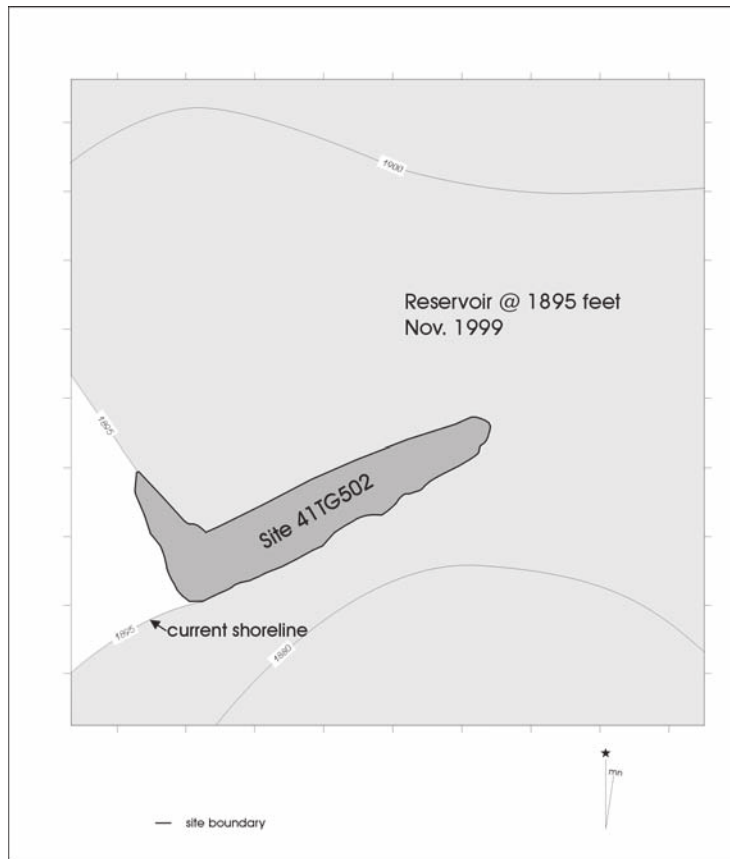 1900
Reservoir @ 1895 feet
Nov. 1999
1895
Site 41TG502
1895
current shoreline
1880
mn
site boundary